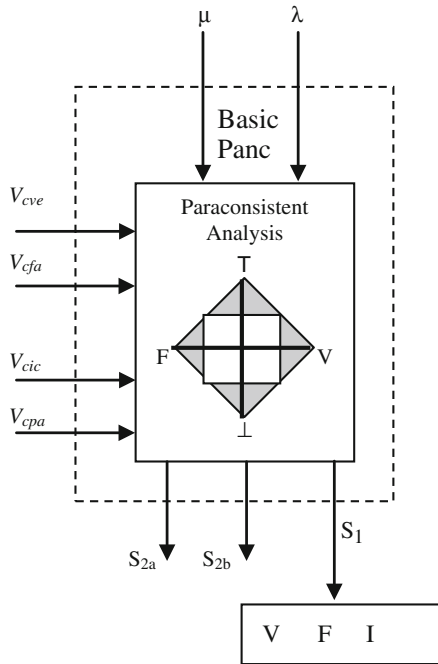 μ λ
Basic
Panc
V_cve
Paraconsistent
Analysis
V_cfa
T
F V
V_cic
V_cpa
⊥
S_2a S_2b S_1
V F I